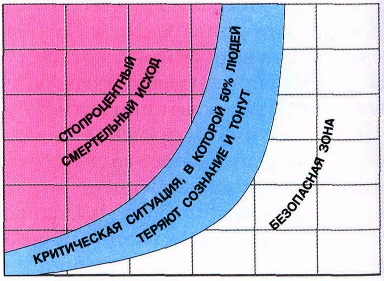 СТОПРОЦЕНТНЫЙ
СМЕРТЕЛЬНЫЙ ИСХОД
КРИТИЧЕСКАЯ СИТУАЦИЯ, В КОТОРОЙ 50% ЛЮДЕЙ
ТЕРЯЮТ СОЗНАНИЕ И ТОНУТ
БЕЗОПАСНАЯ ЗОНА